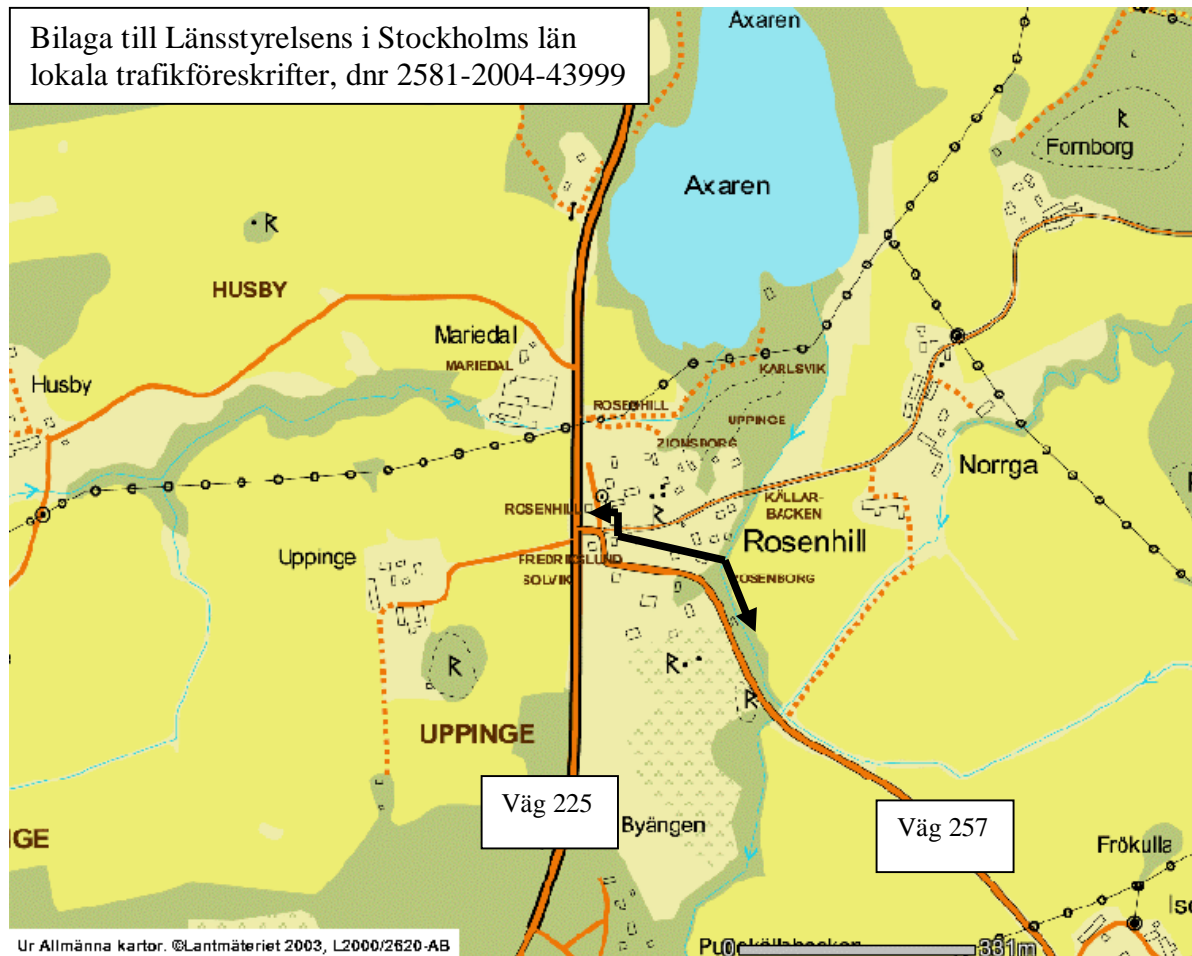 Bilaga till Länsstyrelsens i Stockholms län
lokala trafikföreskrifter, dnr 2581-2004-43999
Axaren
Fornborg
Axaren
HUSBY
Mariedal
MARIEDAL
KARLSVIK
Husby
ROSENHILL
UPPINGE
ZIONSBORG
Norrga
KÄLLAR-
BACKEN
ROSENHILL
Rosenhill
Uppinge
FREDRIKSLUND
SOLVIK
ROSENBORG
UPPINGE
Väg 225
Byängen
Väg 257
Frökulla
Ur Allmänna kartor. ©Lantmäteriet 2003, L2000/2620-AB
0
381m